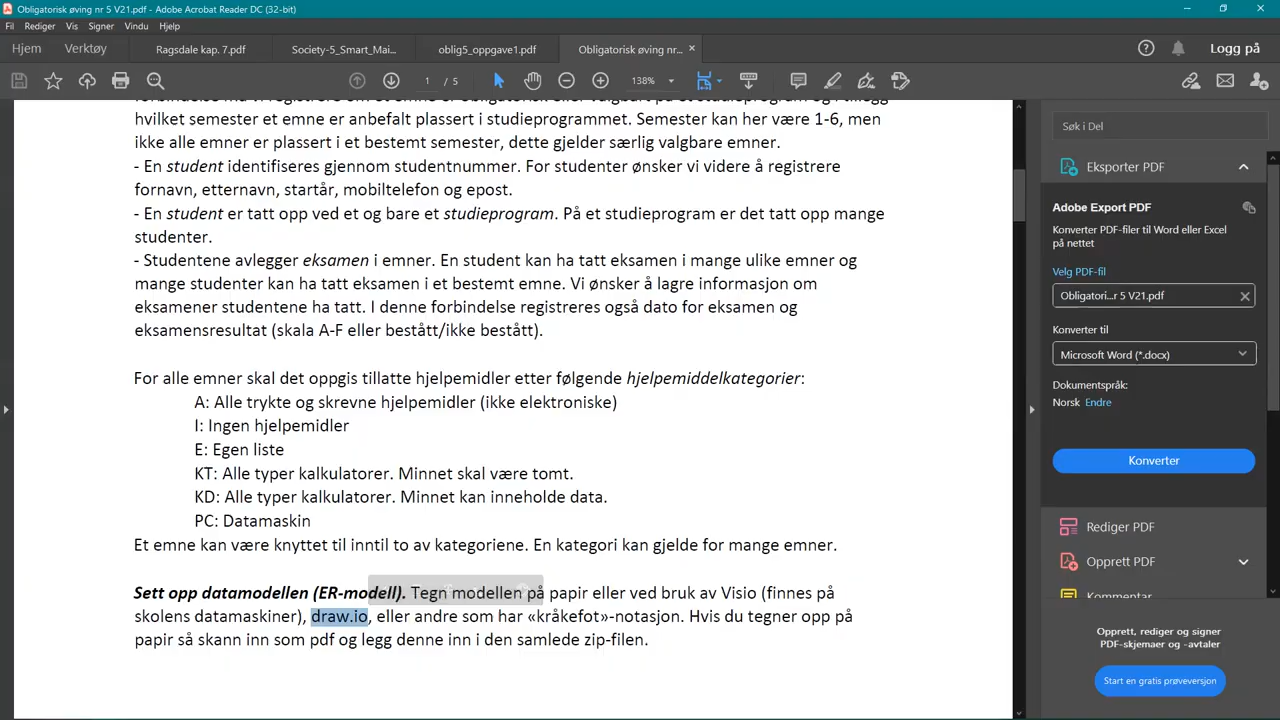 Obligatorisk øving nr 5 V21.pdf - Adobe Acrobat Reader DC (32-bit)
Fil Rediger Vis Signer Vindu Hjelp
Hjem Verktøy Ragsdale kap. 7.pdf Society-5_Smart_Mai... oblig5_oppgave1.pdf Obligatorisk øving nr... × Logg på
1 / 5 138%
hvilket semester et emne er anbefalt plassert i studieprogrammet. Semester kan her være 1-6, men
ikke alle emner er plassert i et bestemt semester, dette gjelder særlig valgbare emner.
- En student identifiseres gjennom studentnummer. For studenter ønsker vi videre å registrere
fornavn, etternavn, startår, mobiltelefon og epost.
- En student er tatt opp ved et og bare et studieprogram. På et studieprogram er det tatt opp mange
studenter.
- Studentene avlegger eksamen i emner. En student kan ha tatt eksamen i mange ulike emner og
mange studenter kan ha tatt eksamen i et bestemt emne. Vi ønsker å lagre informasjon om
eksamener studentene ha tatt. I denne forbindelse registreres også dato for eksamen og
eksamensresultat (skala A-F eller bestått/ikke bestått).
For alle emner skal det oppgis tillatte hjelpemidler etter følgende hjelpemiddelkategorier:
A: Alle trykte og skrevne hjelpemidler (ikke elektroniske)
I: Ingen hjelpemidler
E: Egen liste
KT: Alle typer kalkulatorer. Minnet skal være tomt.
KD: Alle typer kalkulatorer. Minnet kan inneholde data.
PC: Datamaskin
Et emne kan være knyttet til inntil to av kategoriene. En kategori kan gjelde for mange emner.
Sett opp datamodellen (ER-modell). Tegn modellen på papir eller ved bruk av Visio (finnes på
skolens datamaskiner), draw.io, eller andre som har «kråkefot»-notasjon. Hvis du tegner opp på
papir så skann inn som pdf og legg denne inn i den samlede zip-filen.
Søk i Del
Eksporter PDF
Adobe Export PDF
Konverter PDF-filer til Word eller Excel
på nettet
Velg PDF-fil
Obligatori...r 5 V21.pdf
Konverter til
Microsoft Word (*.docx)
Dokumentspråk:
Norsk Endre
Konverter
Rediger PDF
Opprett PDF
Kommentar
Opprett, rediger og signer
PDF-skjemaer og -avtaler
Start en gratis prøveversjon